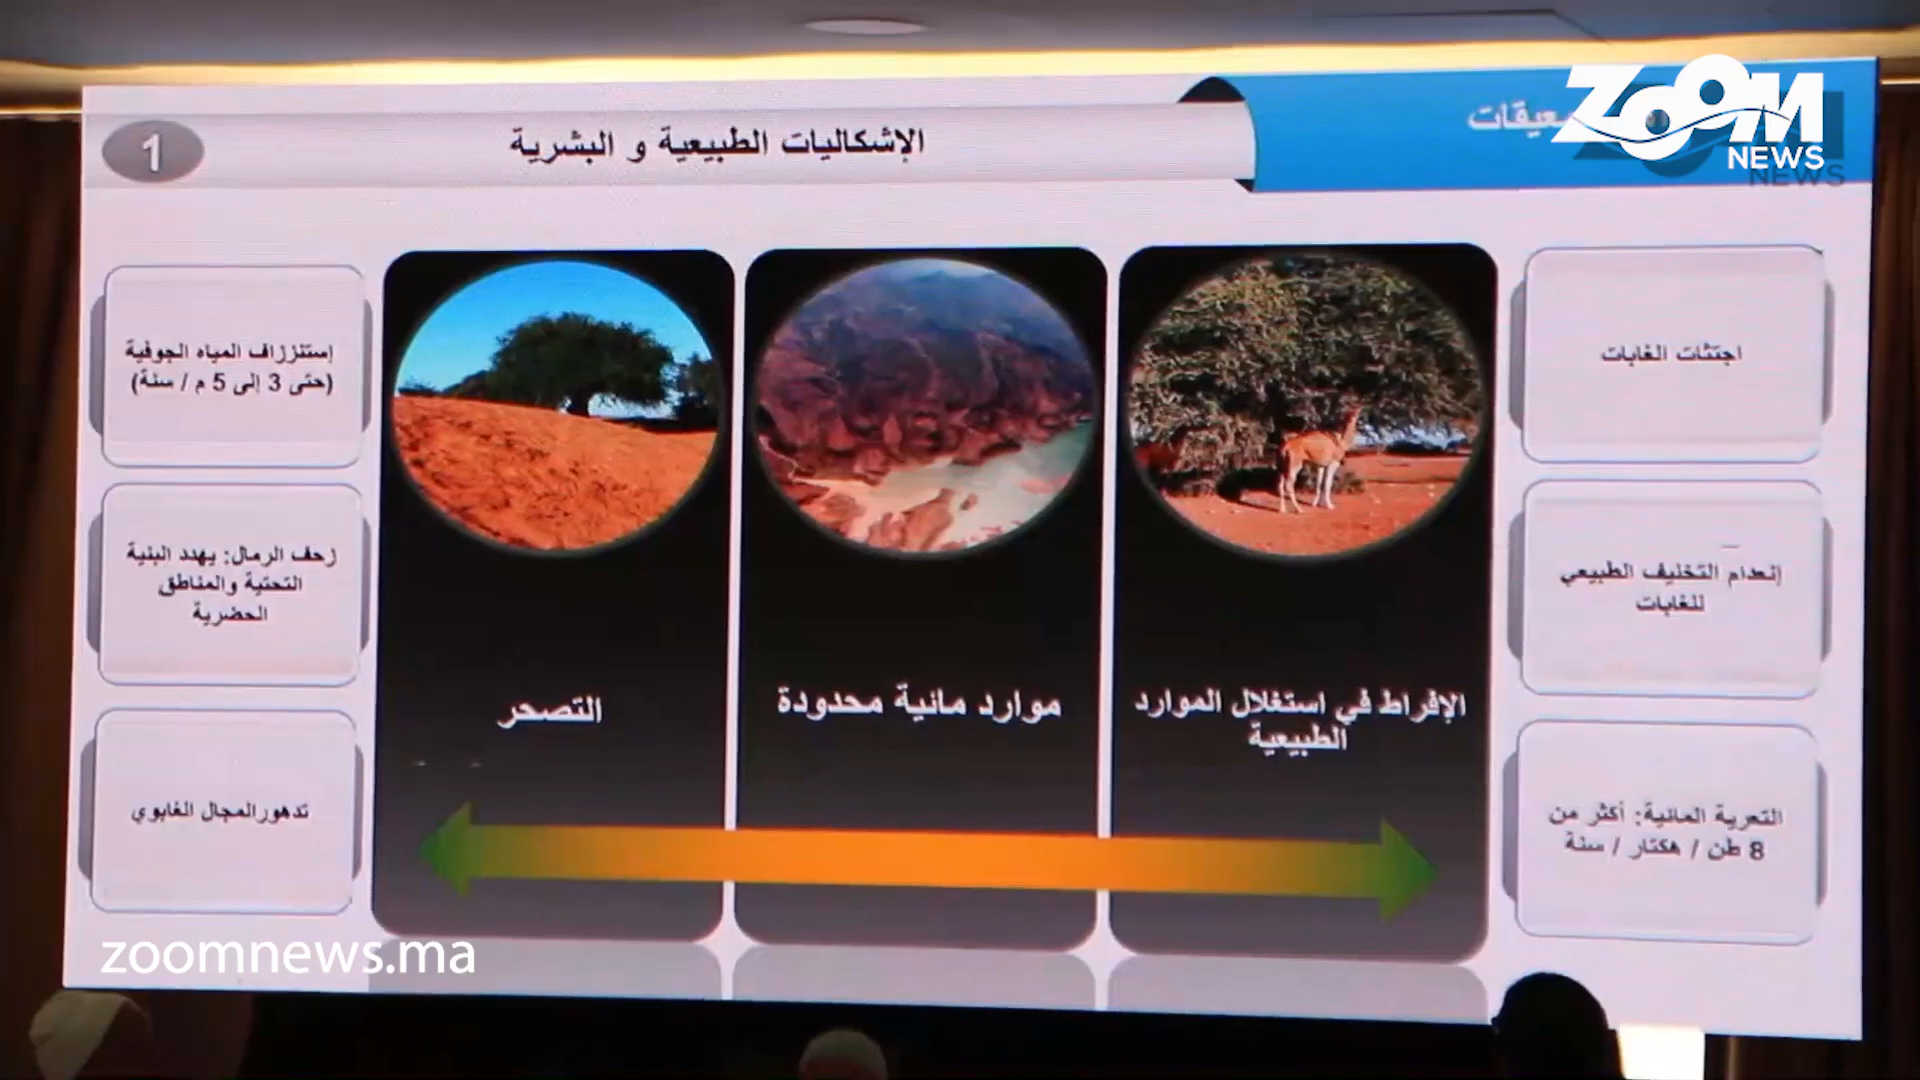 ZOOM
NEWS
معيقات
الإشكاليات الطبيعية و البشرية
1
اجتثات الغابات
إنعدام التخليف الطبيعي
للغابات
التعرية المائية: أكثر من
8 طن / هكتار / سنة
الإفراط في استغلال الموارد
الطبيعية
موارد مائية محدودة
التصحر
إستنززاف المياه الجوفية
(حتى 3 إلى 5 م / سنة)
زحف الرمال: يهدد البنية
التحتية والمناطق
الحضرية
تدهورالمجال الغابوي
zoomnews.ma